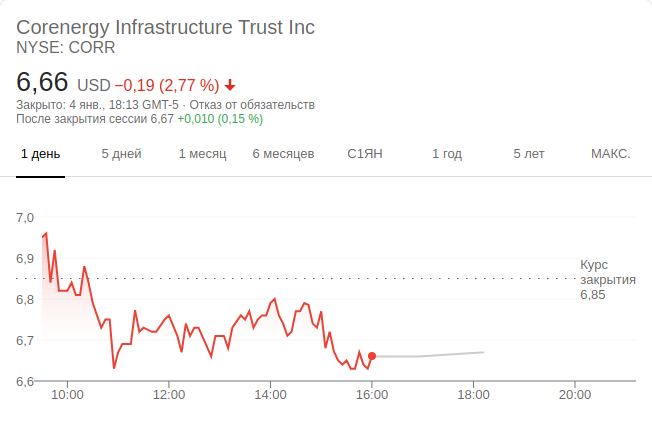 Corenergy Infrastructure Trust Inc
NYSE: CORR
6,66 USD −0,19 (2,77 %)
Закрыто: 4 янв., 18:13 GMT-5 · Отказ от обязательств
После закрытия сессии 6,67 +0,010 (0,15 %)
1 день 5 дней 1 месяц 6 месяцев С1ЯН 1 год 5 лет МАКС.
7,0
6,9
Курс
закрытия
6,85
6,8
6,7
6,6
10:00 12:00 14:00 16:00 18:00 20:00